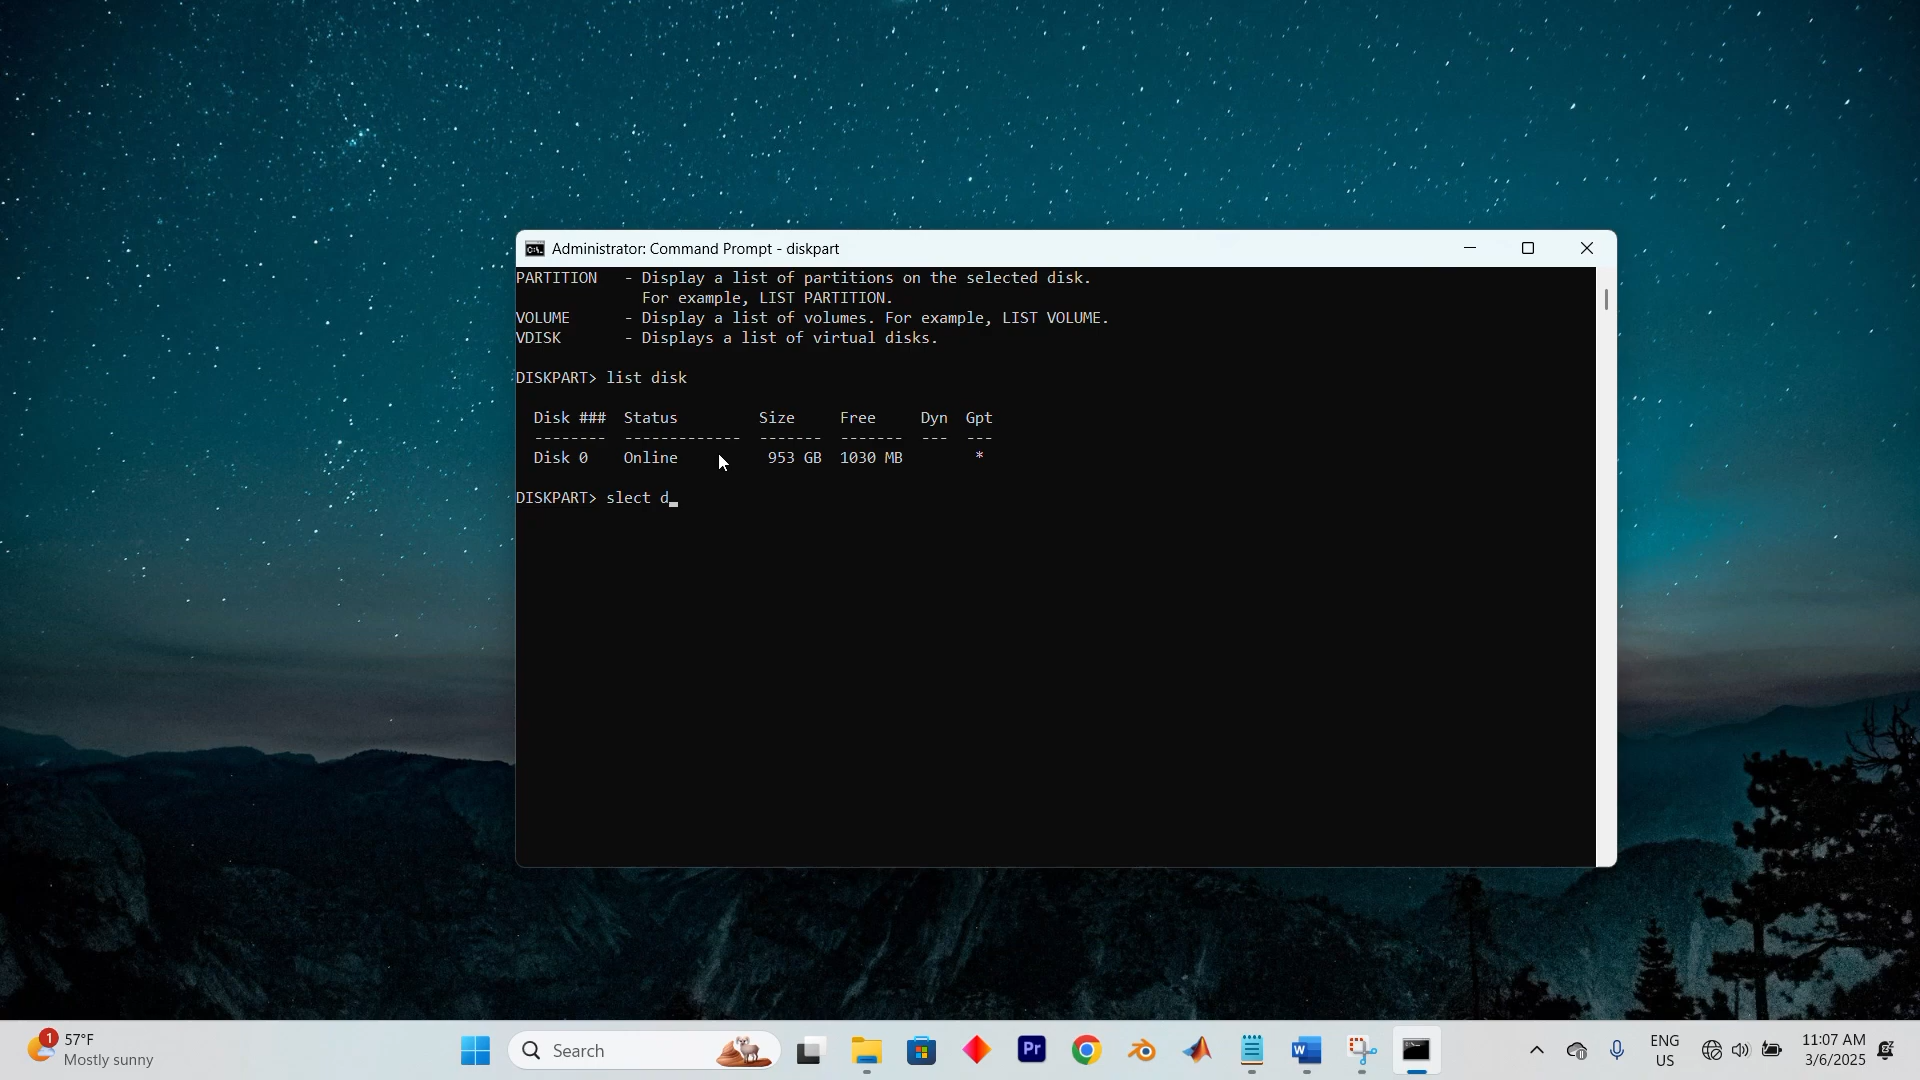 Administrator: Command Prompt - diskpart
PARTITION - Display a list of partitions on the selected disk.
For example, LIST PARTITION.
VOLUME - Display a list of volumes. For example, LIST VOLUME.
VDISK - Displays a list of virtual disks.
DISKPART> list disk
Disk ### Status Size Free Dyn Gpt
-------- ------------- ------- ------- --- ---
Disk 0 Online 953 GB 1030 MB *
DISKPART> slect d_
1 57°F
Mostly sunny
Search
Pr
W
ENG
US
11:07 AM
3/6/2025